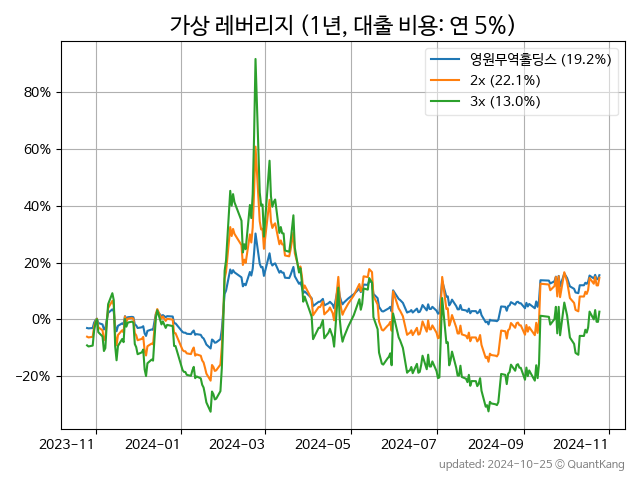 가상 레버리지 (1년, 대출 비용: 연 5%)
영원무역홀딩스 (19.2%)
2x (22.1%)
3x (13.0%)
80%
60%
40%
20%
0%
−20%
2023-11 2024-01 2024-03 2024-05 2024-07 2024-09 2024-11
updated: 2024-10-25 © QuantKang